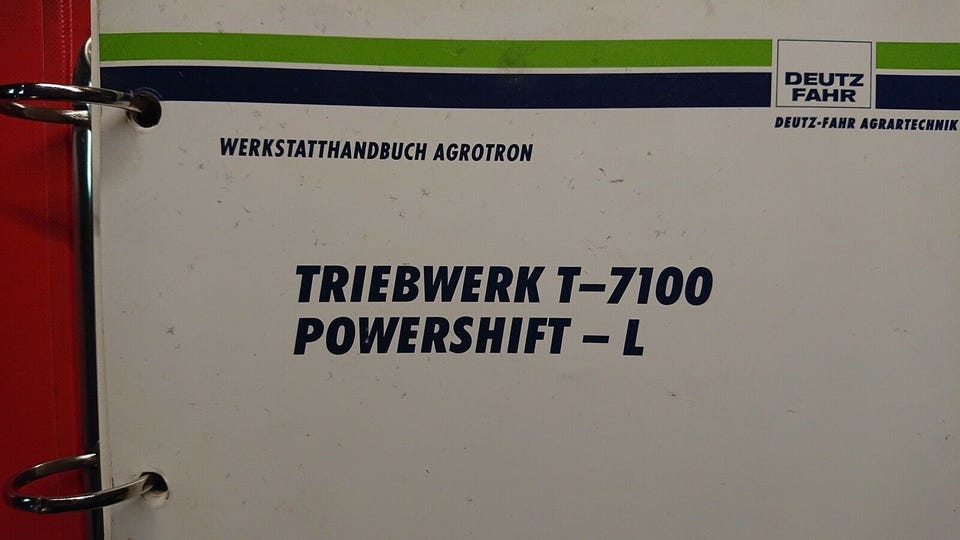 DEUTZ
FAHR
DEUTZ-FAHR AGRARTECHNIK
WERKSTATTHANDBUCH AGROTRON
TRIEBWERK T-7100
POWERSHIFT - L